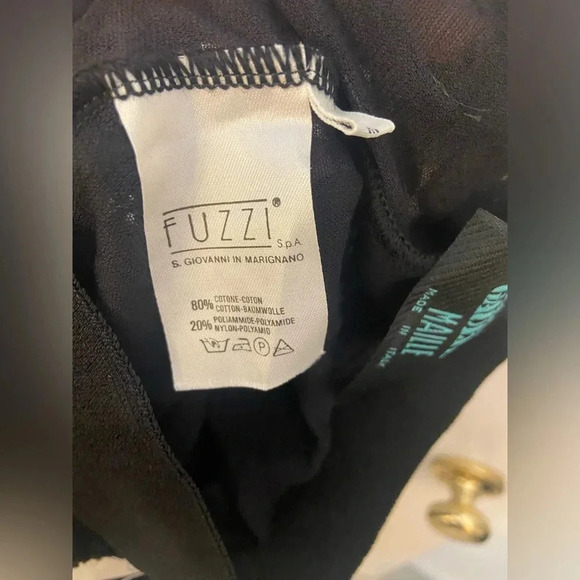 FUZZI®
S.p.A
S. GIOVANNI IN MARIGNANO
80% COTONE-COTON
COTTON-BAUMWOLLE
20% POLIAMMIDE-POLYAMIDE
NYLON-POLYAMID
P
MAILLE
MADE IN ITALY